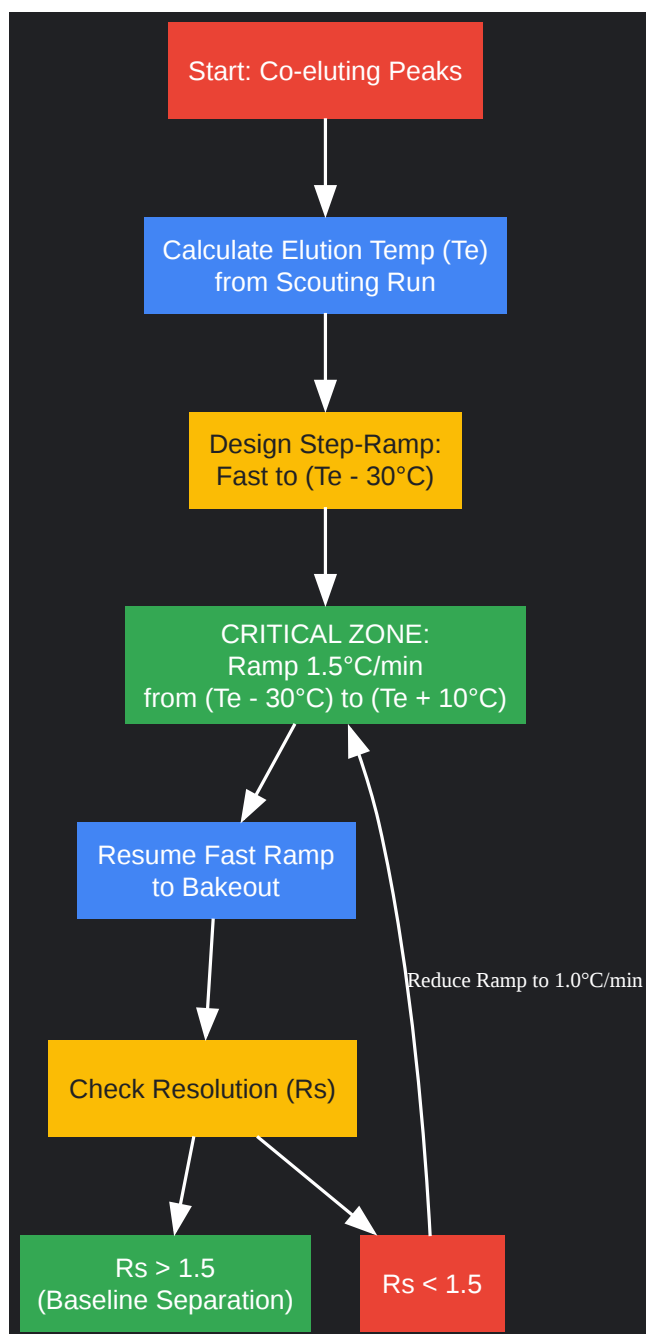 Start: Co-eluting Peaks
Calculate Elution Temp (Te)
from Scouting Run
Design Step-Ramp:
Fast to (Te - 30°C)
CRITICAL ZONE:
Ramp 1.5°C/min
from (Te - 30°C) to (Te + 10°C)
Resume Fast Ramp
to Bakeout
Reduce Ramp to 1.0°C/min
Check Resolution (Rs)
Rs > 1.5
(Baseline Separation)
Rs < 1.5